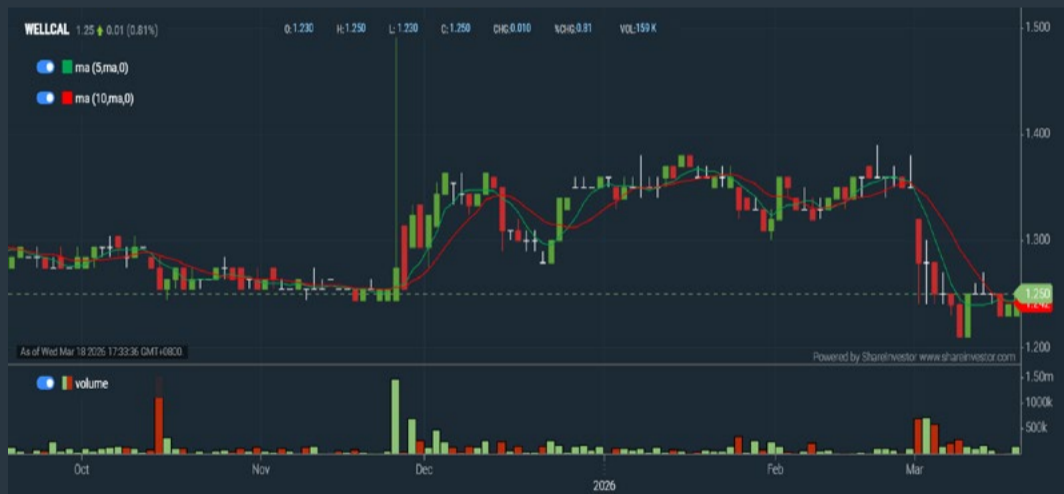 WELLCAL 1.25 0.01 (0.81%) O:1.230 H:1.250 L: 1.230 C:1.250 CHG:0.010 %CHG:0.81 VOL:159 K
ma (5,ma,0)
ma (10,ma,0)
1.500
1.400
1.300
1.250
1.200
As of Wed Mar 18 2026 17:33:36 GMT+0800.
Powered by ShareInvestor www.shareinvestor.com
volume
1.50m
1000k
500k
Oct Nov Dec Feb Mar
2026